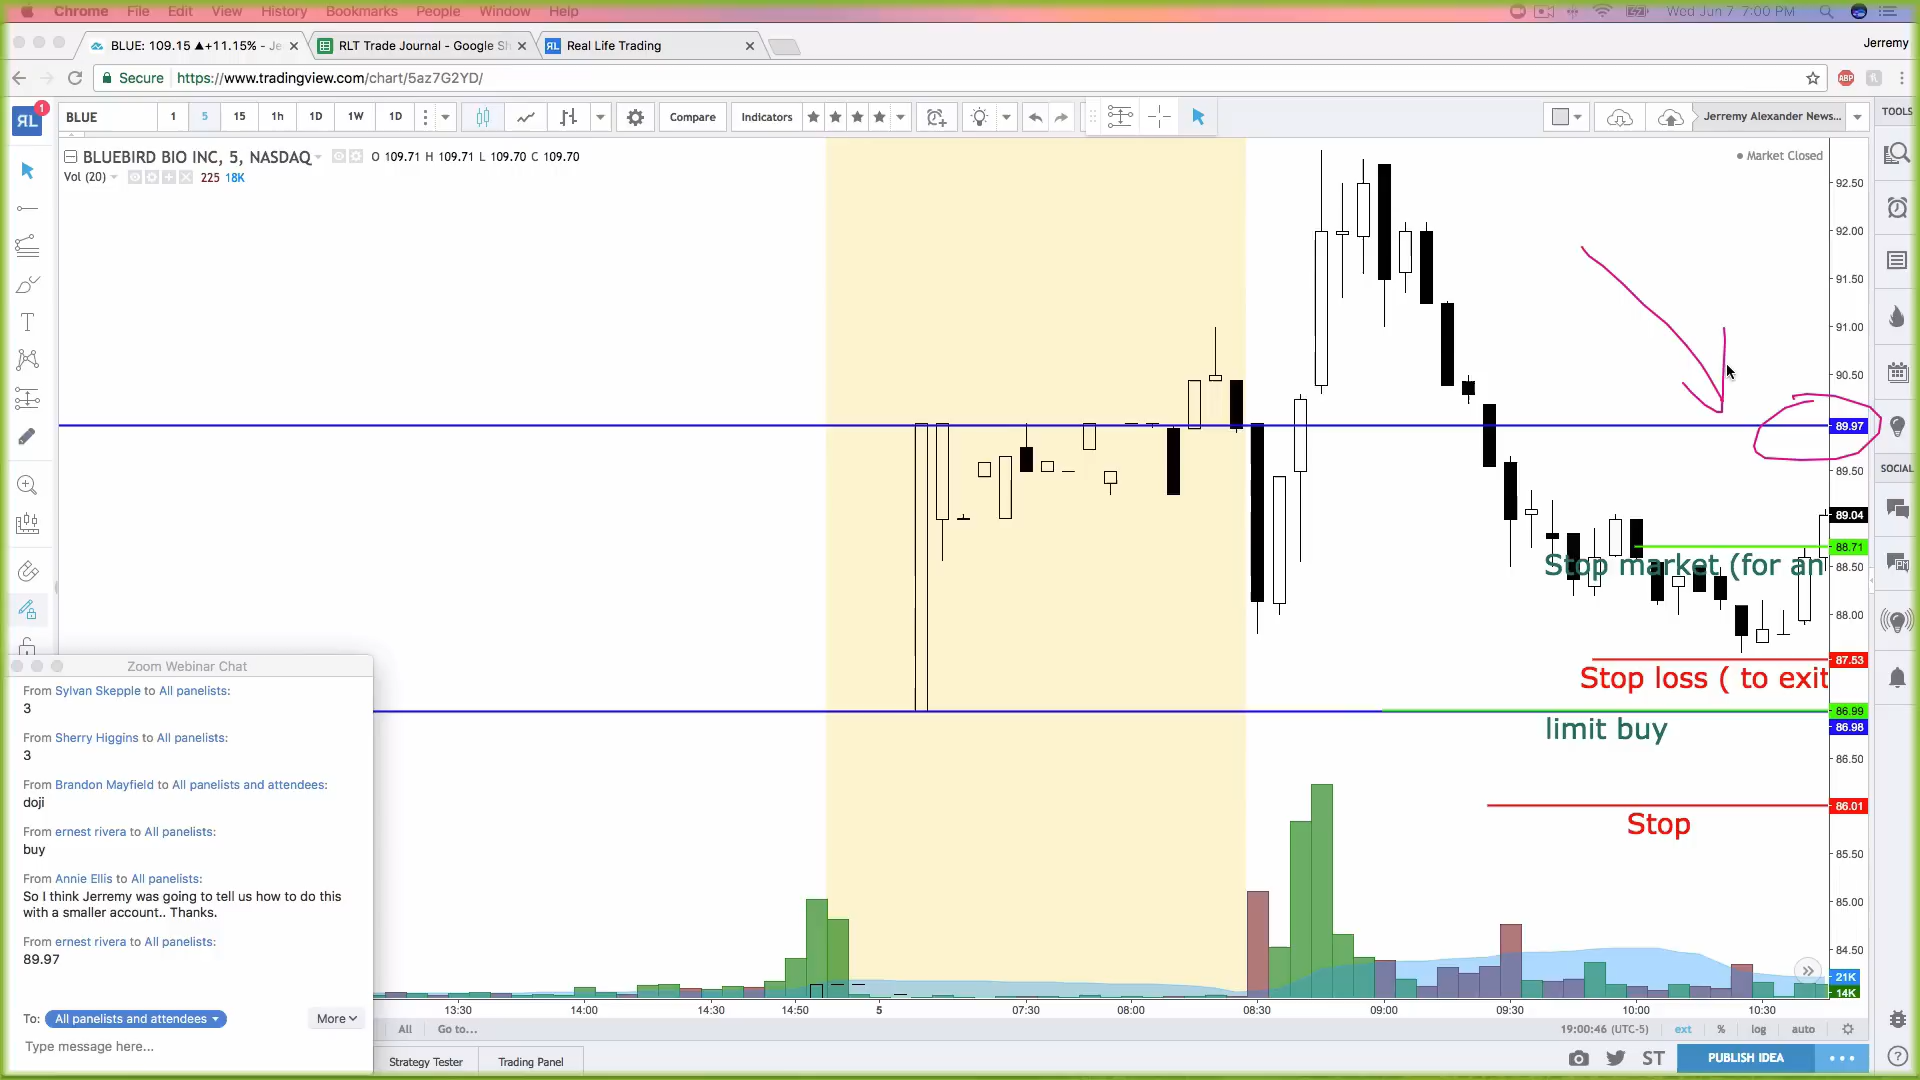 Chrome File Edit View History Bookmarks People Window Help
Wed Jun 7 7:00 PM
BLUE: 109.15 ▲+11.15% - Je
RLT Trade Journal - Google Sh
RL Real Life Trading
Jerremy
Secure https://www.tradingview.com/chart/5az7G2YD/
ABP
ЯL 1 BLUE 1 5 15 1h 1D 1W 1D Compare Indicators Jerremy Alexander News... TOOLS
BLUEBIRD BIO INC, 5, NASDAQ O 109.71 H 109.71 L 109.70 C 109.70
Market Closed
Vol (20) 225 18K
92.50
92.00
91.50
91.00
90.50
89.97
89.50
SOCIAL
89.04
88.71
Stop market (for an
88.50
88.00
87.53
Stop loss ( to exit
86.99
86.98
limit buy
86.50
86.01
Stop
85.50
85.00
84.50
21K
14K
Zoom Webinar Chat
From Sylvan Skepple to All panelists:
3
From Sherry Higgins to All panelists:
3
From Brandon Mayfield to All panelists and attendees:
doji
From ernest rivera to All panelists:
buy
From Annie Ellis to All panelists:
So I think Jerremy was going to tell us how to do this
with a smaller account.. Thanks.
From ernest rivera to All panelists:
89.97
To: All panelists and attendees More
Type message here...
13:30 14:00 14:30 14:50 5 07:30 08:00 08:30 09:00 09:30 10:00 10:30
All Go to... 19:00:46 (UTC-5) ext % log auto
Strategy Tester Trading Panel ST PUBLISH IDEA